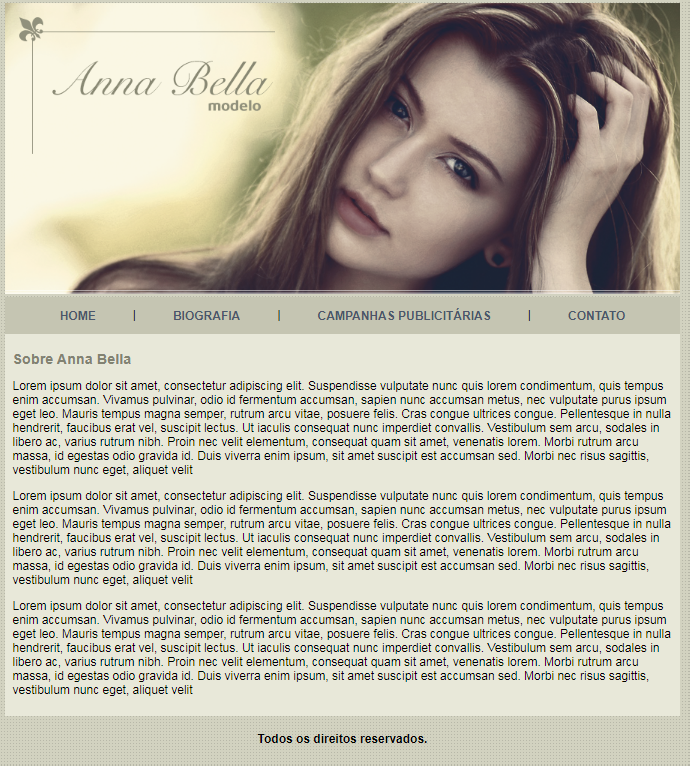 Anna Bella
modelo
HOME | BIOGRAFIA | CAMPANHAS PUBLICITÁRIAS | CONTATO
Sobre Anna Bella
Lorem ipsum dolor sit amet, consectetur adipiscing elit. Suspendisse vulputate nunc quis lorem condimentum, quis tempus
enim accumsan. Vivamus pulvinar, odio id fermentum accumsan, sapien nunc accumsan metus, nec vulputate purus ipsum
eget leo. Mauris tempus magna semper, rutrum arcu vitae, posuere felis. Cras congue ultrices congue. Pellentesque in nulla
hendrerit, faucibus erat vel, suscipit lectus. Ut iaculis consequat nunc imperdiet convallis. Vestibulum sem arcu, sodales in
libero ac, varius rutrum nibh. Proin nec velit elementum, consequat quam sit amet, venenatis lorem. Morbi rutrum arcu
massa, id egestas odio gravida id. Duis viverra enim ipsum, sit amet suscipit est accumsan sed. Morbi nec risus sagittis,
vestibulum nunc eget, aliquet velit
Lorem ipsum dolor sit amet, consectetur adipiscing elit. Suspendisse vulputate nunc quis lorem condimentum, quis tempus
enim accumsan. Vivamus pulvinar, odio id fermentum accumsan, sapien nunc accumsan metus, nec vulputate purus ipsum
eget leo. Mauris tempus magna semper, rutrum arcu vitae, posuere felis. Cras congue ultrices congue. Pellentesque in nulla
hendrerit, faucibus erat vel, suscipit lectus. Ut iaculis consequat nunc imperdiet convallis. Vestibulum sem arcu, sodales in
libero ac, varius rutrum nibh. Proin nec velit elementum, consequat quam sit amet, venenatis lorem. Morbi rutrum arcu
massa, id egestas odio gravida id. Duis viverra enim ipsum, sit amet suscipit est accumsan sed. Morbi nec risus sagittis,
vestibulum nunc eget, aliquet velit
Lorem ipsum dolor sit amet, consectetur adipiscing elit. Suspendisse vulputate nunc quis lorem condimentum, quis tempus
enim accumsan. Vivamus pulvinar, odio id fermentum accumsan, sapien nunc accumsan metus, nec vulputate purus ipsum
eget leo. Mauris tempus magna semper, rutrum arcu vitae, posuere felis. Cras congue ultrices congue. Pellentesque in nulla
hendrerit, faucibus erat vel, suscipit lectus. Ut iaculis consequat nunc imperdiet convallis. Vestibulum sem arcu, sodales in
libero ac, varius rutrum nibh. Proin nec velit elementum, consequat quam sit amet, venenatis lorem. Morbi rutrum arcu
massa, id egestas odio gravida id. Duis viverra enim ipsum, sit amet suscipit est accumsan sed. Morbi nec risus sagittis,
vestibulum nunc eget, aliquet velit
Todos os direitos reservados.